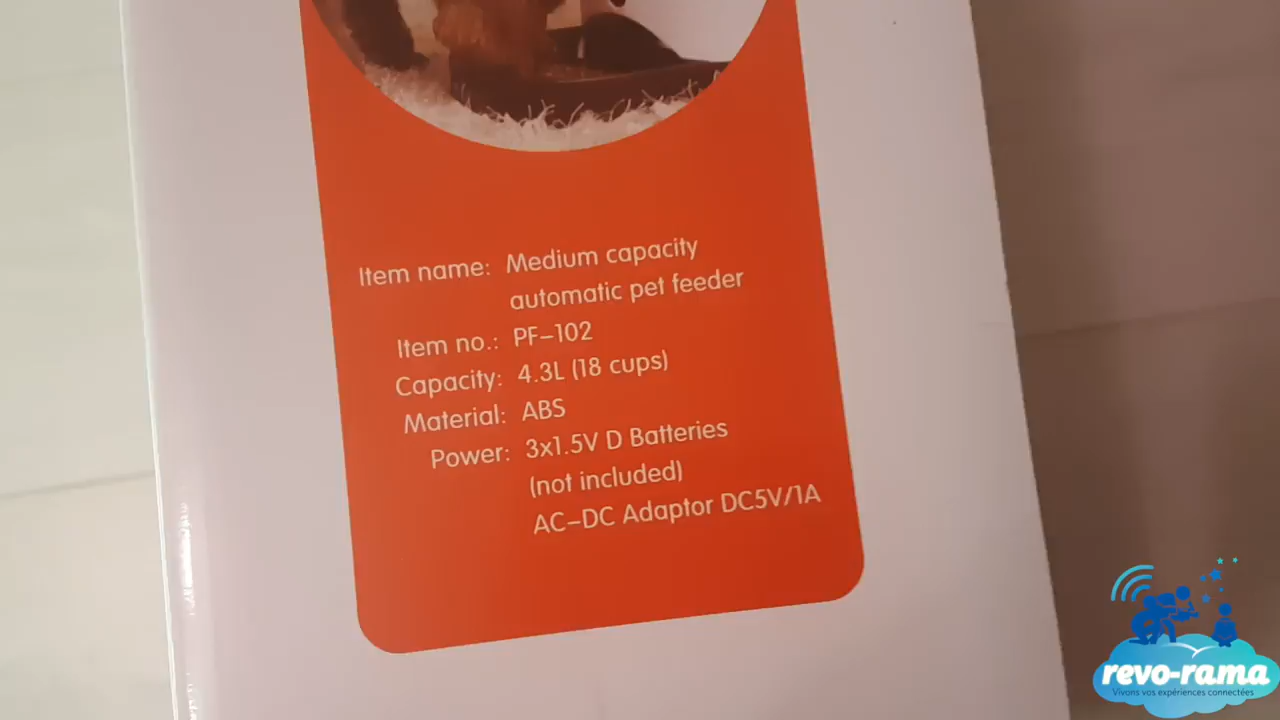 Item name: Medium capacity
automatic pet feeder
Item no.: PF-102
Capacity: 4.3L (18 cups)
Material: ABS
Power: 3x1.5V D Batteries
(not included)
AC-DC Adaptor DC5V/1A
revo-rama
Vivons vos expériences connectées